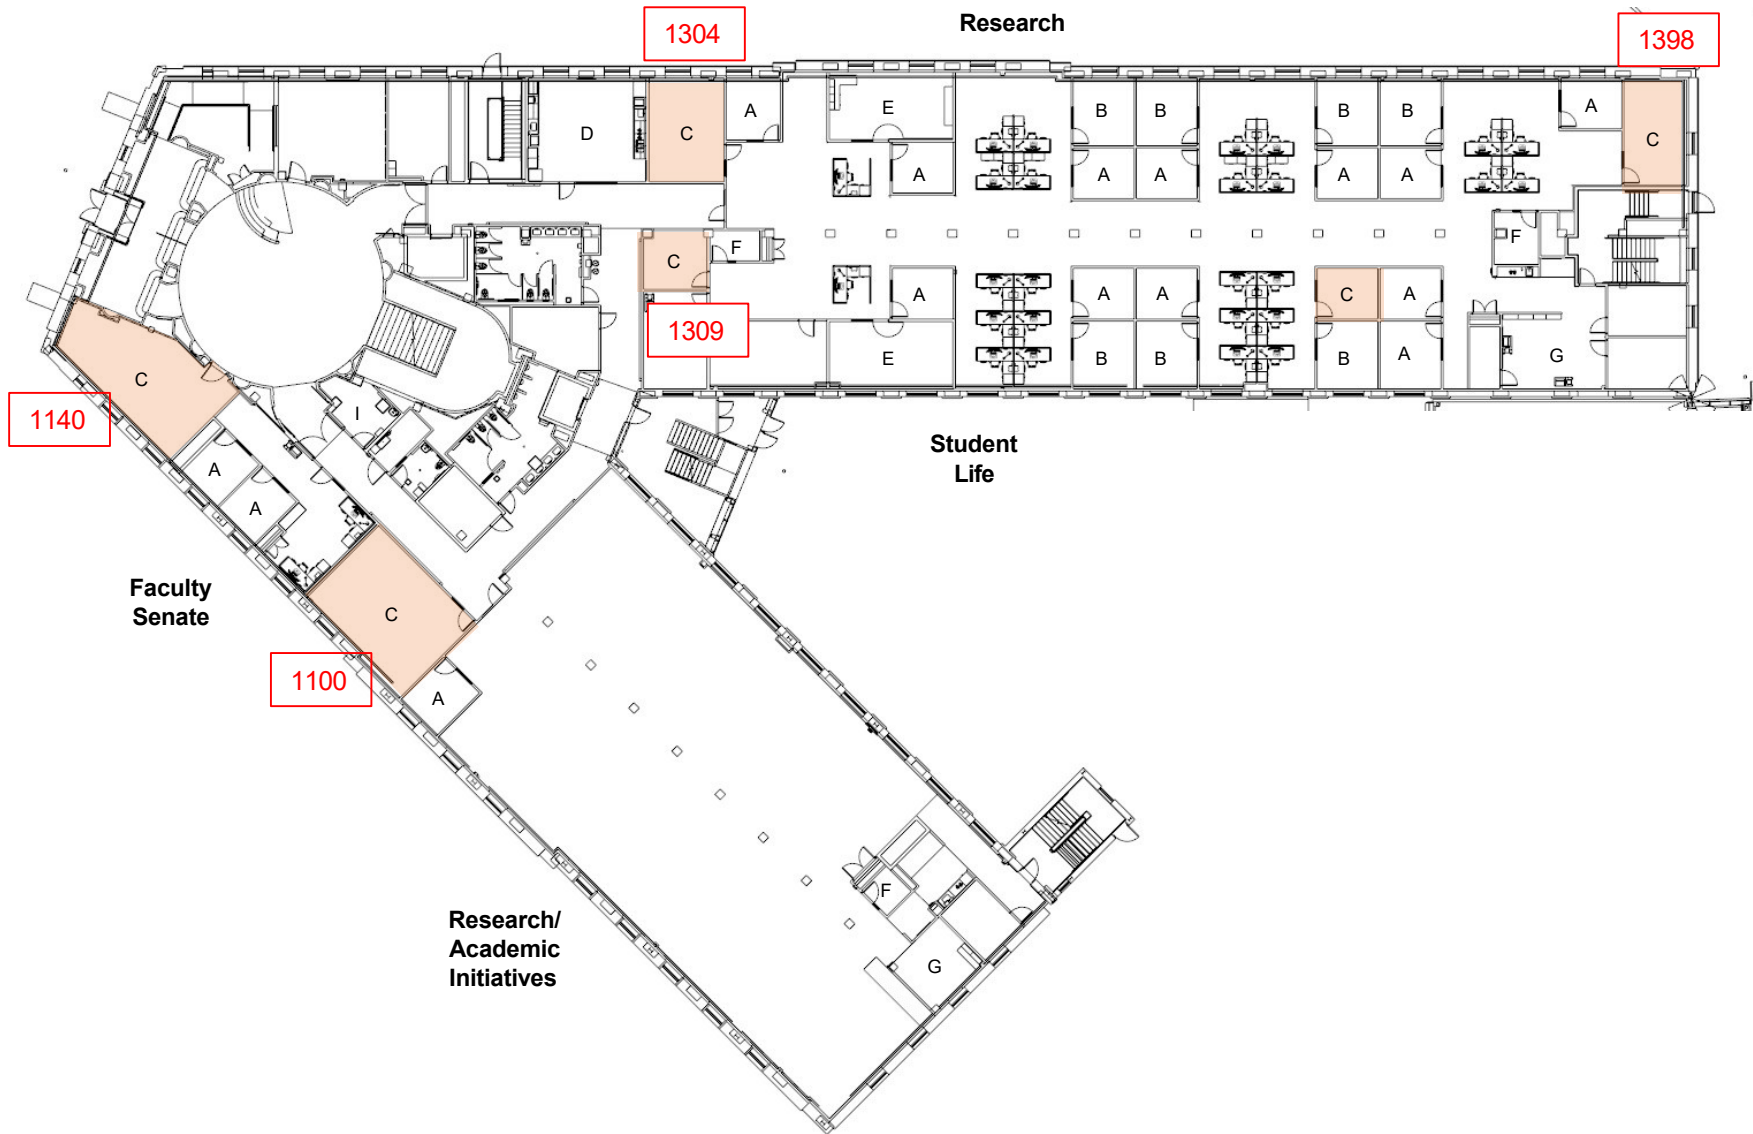 Research
1304
1398
E
A
B
B
B
B
A
D
C
C
A
A
A
A
A
C
F
F
A
A
A
C
A
1309
E
B
B
B
A
G
C
I
1140
Student
Life
A
A
Faculty
Senate
C
1100
A
F
Research/
Academic
Initiatives
G